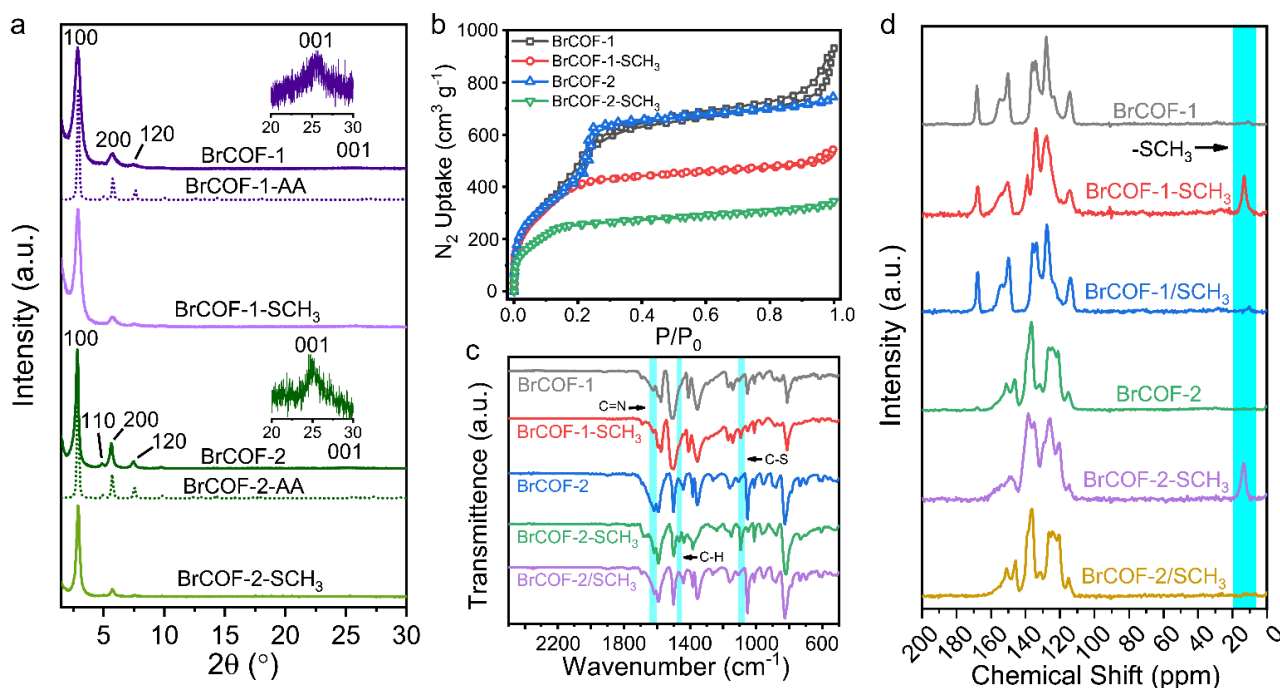 a
100
001
20 25 30
200
120
001
BrCOF-1
BrCOF-1-AA
BrCOF-1-SCH₃
100
001
20 25 30
110
200
120
001
BrCOF-2
BrCOF-2-AA
BrCOF-2-SCH₃
Intensity (a.u.)
5 10 15 20 25 30
2θ (°)
b
1000
800
600
400
200
0
BrCOF-1
BrCOF-1-SCH₃
BrCOF-2
BrCOF-2-SCH₃
N₂ Uptake (cm³ g⁻¹)
0.0 0.2 0.4 0.6 0.8 1.0
P/P₀
c
BrCOF-1
C=N
BrCOF-1-SCH₃
C-S
BrCOF-2
BrCOF-2-SCH₃
C-H
BrCOF-2/SCH₃
Transmittence (a.u.)
2200 1800 1400 1000 600
Wavenumber (cm⁻¹)
d
BrCOF-1
-SCH₃
BrCOF-1-SCH₃
BrCOF-1/SCH₃
BrCOF-2
BrCOF-2-SCH₃
BrCOF-2/SCH₃
Intensity (a.u.)
200 180 160 140 120 100 80 60 40 20 0
Chemical Shift (ppm)